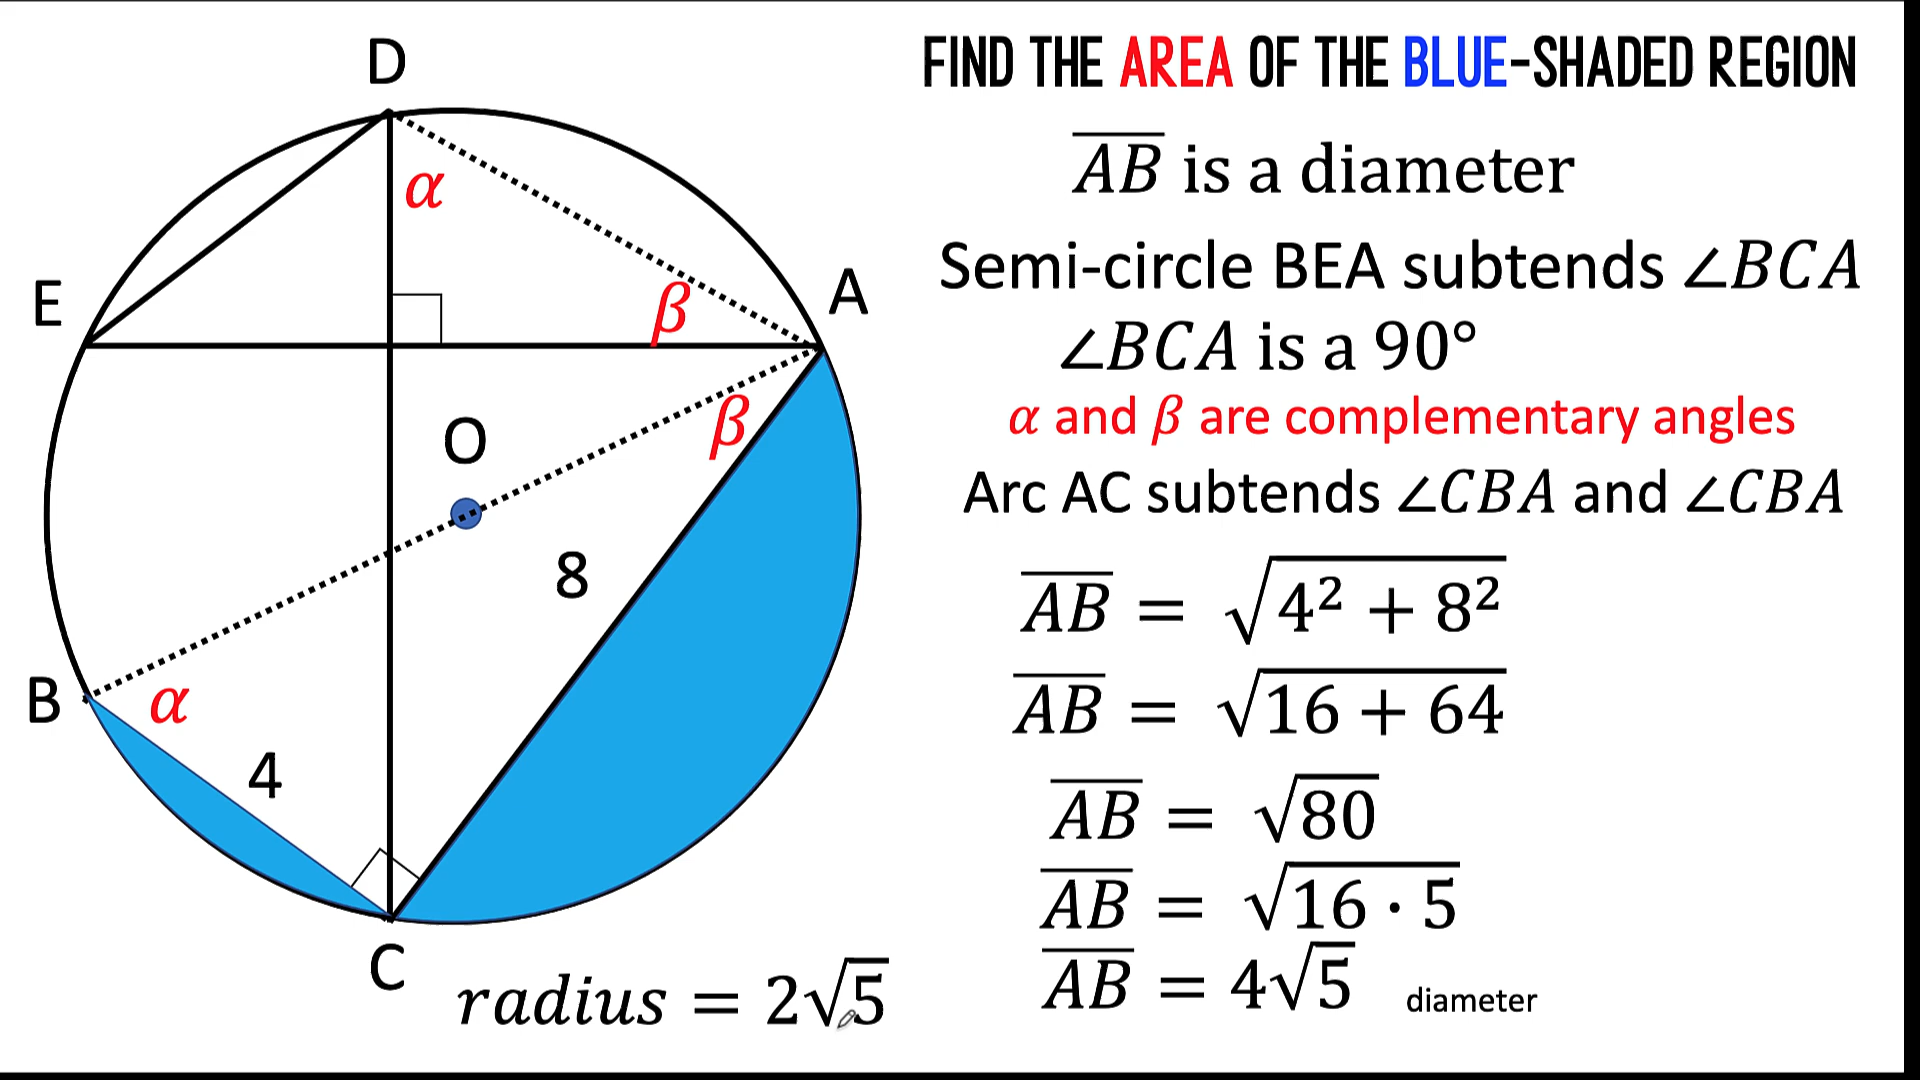 FIND THE AREA OF THE BLUE-SHADED REGION
AB is a diameter
Semi-circle BEA subtends ∠BCA
∠BCA is a 90°
α and β are complementary angles
Arc AC subtends ∠CBA and ∠CBA
AB = √4² + 8²
AB = √16 + 64
AB = √80
AB = √16 · 5
AB = 4√5 diameter
D
α
E
β
A
β
O
8
B
α
4
C
radius = 2√5